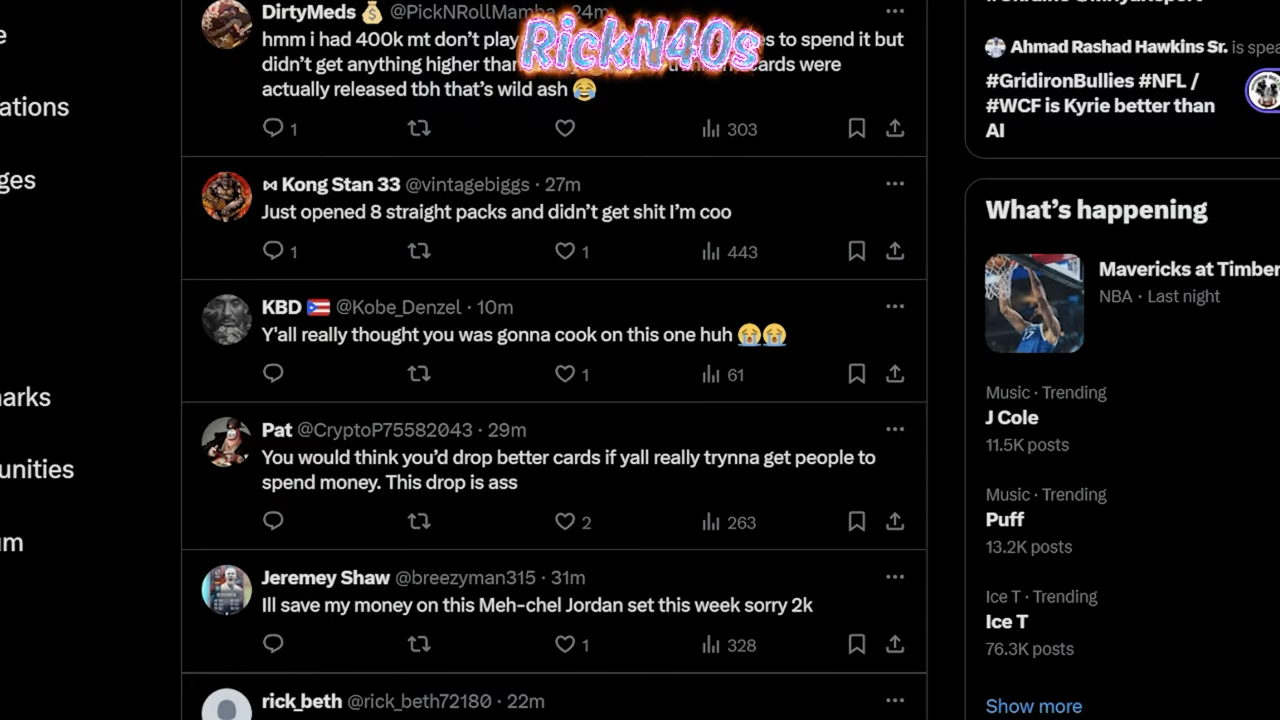 DirtyMeds 💰 @PickNRollMamba · 24m
RickN40s
hmm i had 400k mt don't play s to spend it but
didn't get anything higher than cards were
actually released tbh that's wild ash 😂
1 303
⋈ Kong Stan 33 @vintagebiggs · 27m
Just opened 8 straight packs and didn't get shit I'm coo
1 1 443
KBD 🇵🇷 @Kobe_Denzel · 10m
Y'all really thought you was gonna cook on this one huh 😭😭
1 61
Pat @CryptoP75582043 · 29m
You would think you'd drop better cards if yall really trynna get people to
spend money. This drop is ass
2 263
Jeremey Shaw @breezyman315 · 31m
Ill save my money on this Meh-chel Jordan set this week sorry 2k
1 328
rick_beth @rick_beth72180 · 22m
e
ations
ges
arks
unities
m
Ahmad Rashad Hawkins Sr. is spea
#GridironBullies #NFL /
#WCF is Kyrie better than
AI
What's happening
Mavericks at Timber
NBA · Last night
Music · Trending
J Cole
11.5K posts
Music · Trending
Puff
13.2K posts
Ice T · Trending
Ice T
76.3K posts
Show more